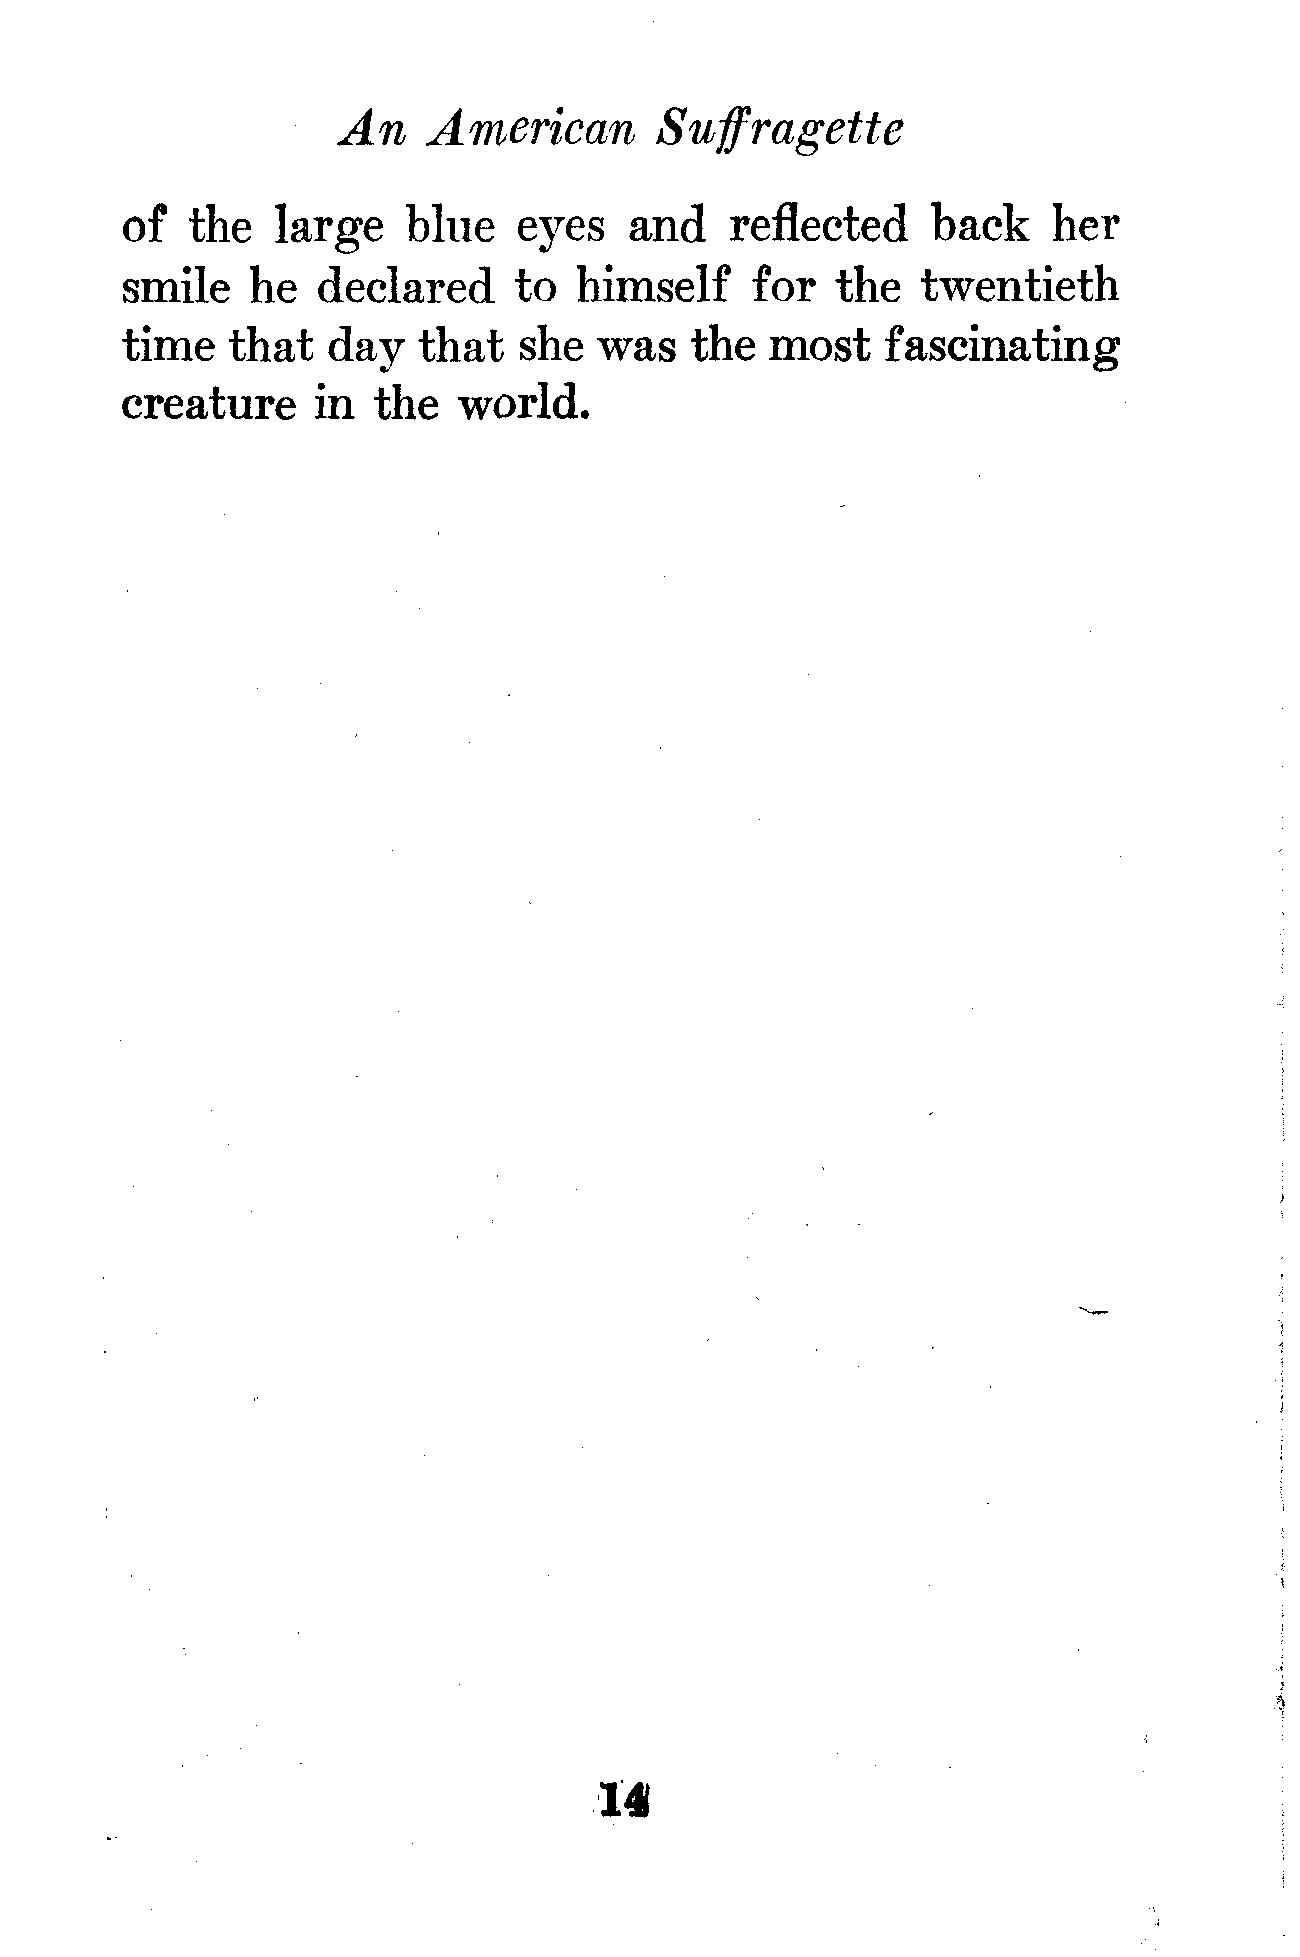 An American Suffragette
of the large blue eyes and reflected back her
smile he declared to himself for the twentieth
time that day that she was the most fascinating
creature in the world.
14